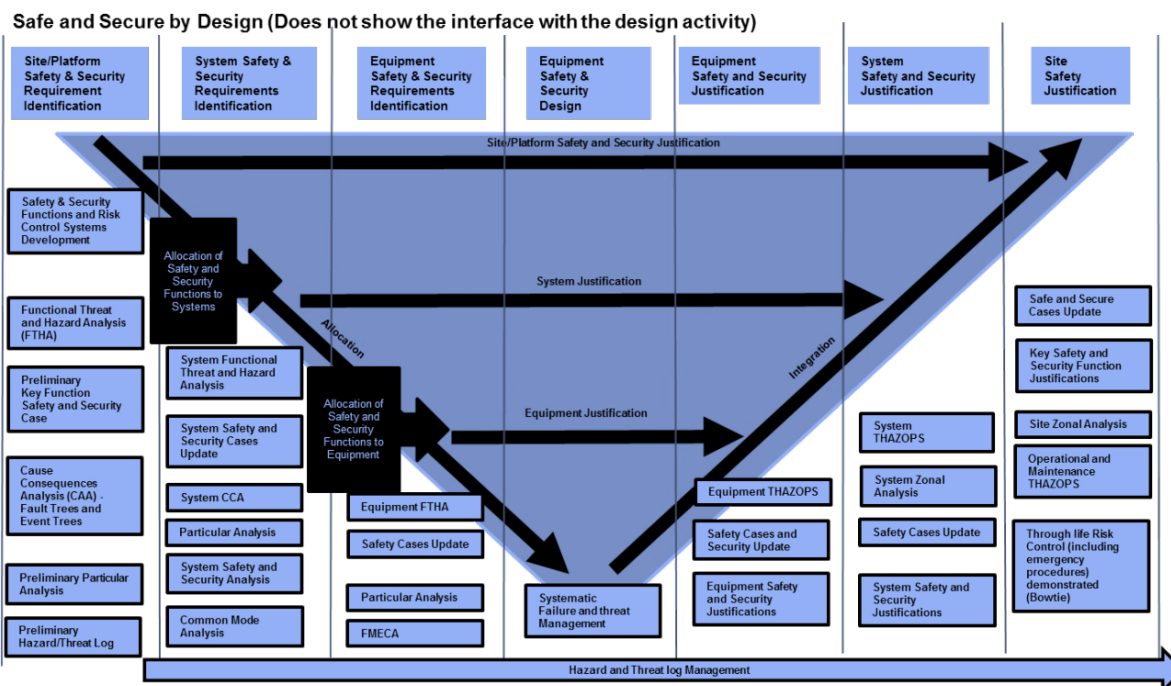 Safe and Secure by Design (Does not show the interface with the design activity)
Site/Platform
Safety & Security
Requirement
Identification
System Safety &
Security
Requirements
Identification
Equipment
Safety & Security
Requirements
Identification
Equipment
Safety &
Security
Design
Equipment
Safety and Security
Justification
System
Safety and Security
Justification
Site
Safety
Justification
Site/Platform Safety and Security Justification
Safety & Security
Functions and Risk
Control Systems
Development
Functional Threat
and Hazard Analysis
(FTHA)
Preliminary
Key Function
Safety and Security
Case
Cause
Consequences
Analysis (CAA) -
Fault Trees and
Event Trees
Preliminary Particular
Analysis
Preliminary
Hazard/Threat Log
Allocation of
Safety and
Security
Functions to
Systems
System Justification
Allocation
System Functional
Threat and Hazard
Analysis
System Safety and
Security Cases
Update
System CCA
Particular Analysis
System Safety and
Security Analysis
Common Mode
Analysis
Allocation of
Safety and
Security
Functions to
Equipment
Equipment Justification
Integration
Equipment FTHA
Safety Cases Update
Particular Analysis
FMECA
Systematic
Failure and threat
Management
Equipment THAZOPS
Safety Cases and
Security Update
Equipment Safety
and Security
Justifications
System
THAZOPS
System Zonal
Analysis
Safety Cases Update
System Safety and
Security
Justifications
Safe and Secure
Cases Update
Key Safety and
Security Function
Justifications
Site Zonal Analysis
Operational and
Maintenance
THAZOPS
Through life Risk
Control (including
emergency
procedures)
demonstrated
(Bowtie)
Hazard and Threat log Management